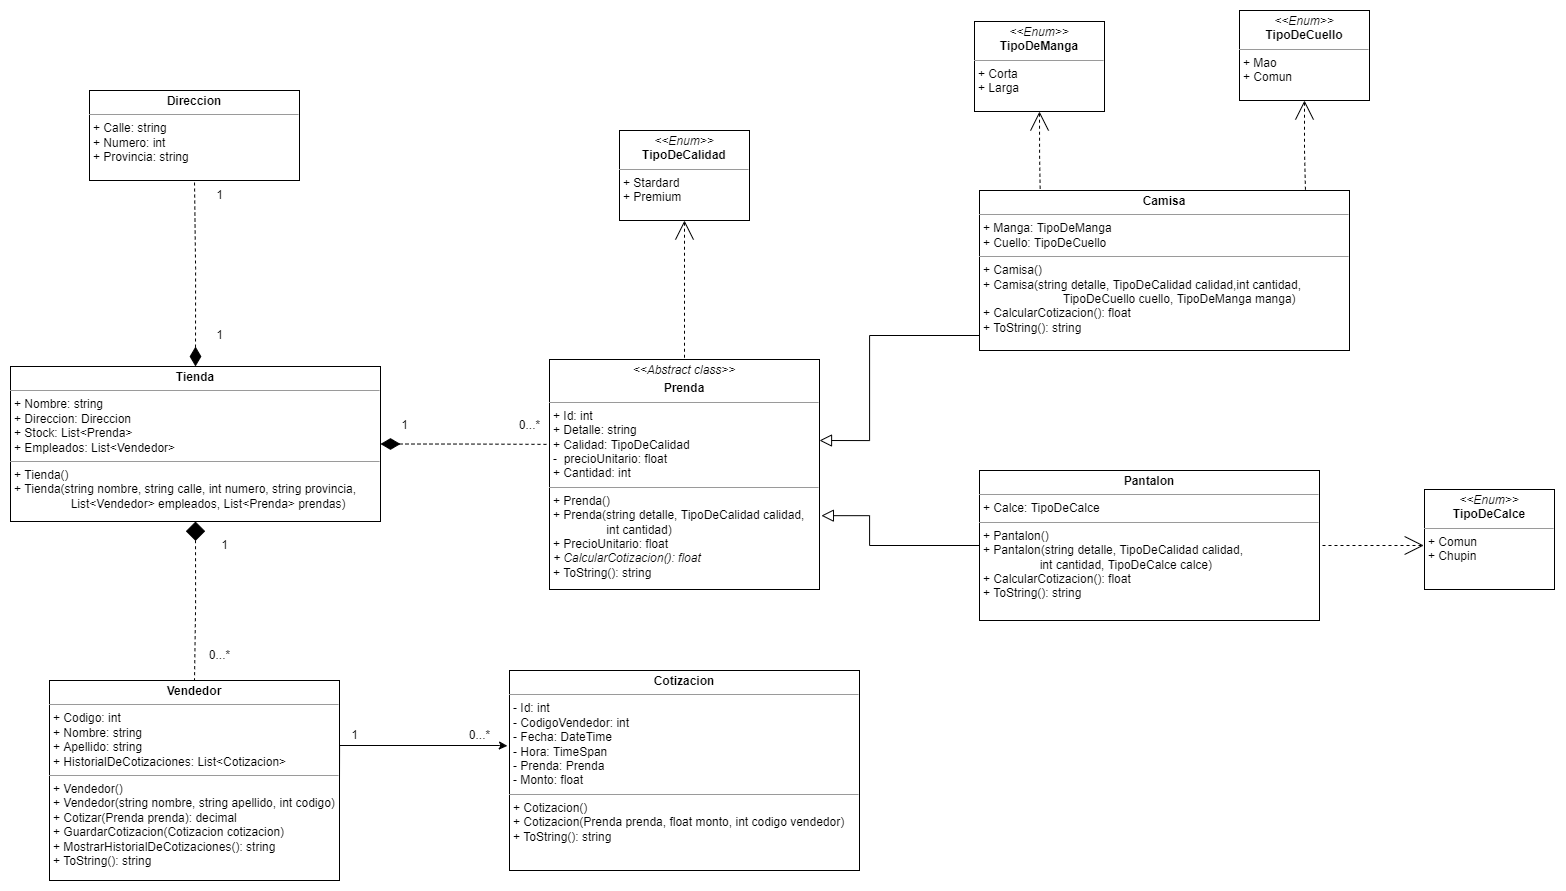 <<Enum>>
TipoDeManga
+ Corta
+ Larga
<<Enum>>
TipoDeCuello
+ Mao
+ Comun
Direccion
+ Calle: string
+ Numero: int
+ Provincia: string
1
1
<<Enum>>
TipoDeCalidad
+ Stardard
+ Premium
Camisa
+ Manga: TipoDeManga
+ Cuello: TipoDeCuello
+ Camisa()
+ Camisa(string detalle, TipoDeCalidad calidad,int cantidad,
TipoDeCuello cuello, TipoDeManga manga)
+ CalcularCotizacion(): float
+ ToString(): string
Tienda
+ Nombre: string
+ Direccion: Direccion
+ Stock: List<Prenda>
+ Empleados: List<Vendedor>
+ Tienda()
+ Tienda(string nombre, string calle, int numero, string provincia,
List<Vendedor> empleados, List<Prenda> prendas)
1
0...*
<<Abstract class>>
Prenda
+ Id: int
+ Detalle: string
+ Calidad: TipoDeCalidad
- precioUnitario: float
+ Cantidad: int
+ Prenda()
+ Prenda(string detalle, TipoDeCalidad calidad,
int cantidad)
+ PrecioUnitario: float
+ CalcularCotizacion(): float
+ ToString(): string
Pantalon
+ Calce: TipoDeCalce
+ Pantalon()
+ Pantalon(string detalle, TipoDeCalidad calidad,
int cantidad, TipoDeCalce calce)
+ CalcularCotizacion(): float
+ ToString(): string
<<Enum>>
TipoDeCalce
+ Comun
+ Chupin
1
0...*
Vendedor
+ Codigo: int
+ Nombre: string
+ Apellido: string
+ HistorialDeCotizaciones: List<Cotizacion>
+ Vendedor()
+ Vendedor(string nombre, string apellido, int codigo)
+ Cotizar(Prenda prenda): decimal
+ GuardarCotizacion(Cotizacion cotizacion)
+ MostrarHistorialDeCotizaciones(): string
+ ToString(): string
1
0...*
Cotizacion
- Id: int
- CodigoVendedor: int
- Fecha: DateTime
- Hora: TimeSpan
- Prenda: Prenda
- Monto: float
+ Cotizacion()
+ Cotizacion(Prenda prenda, float monto, int codigo vendedor)
+ ToString(): string